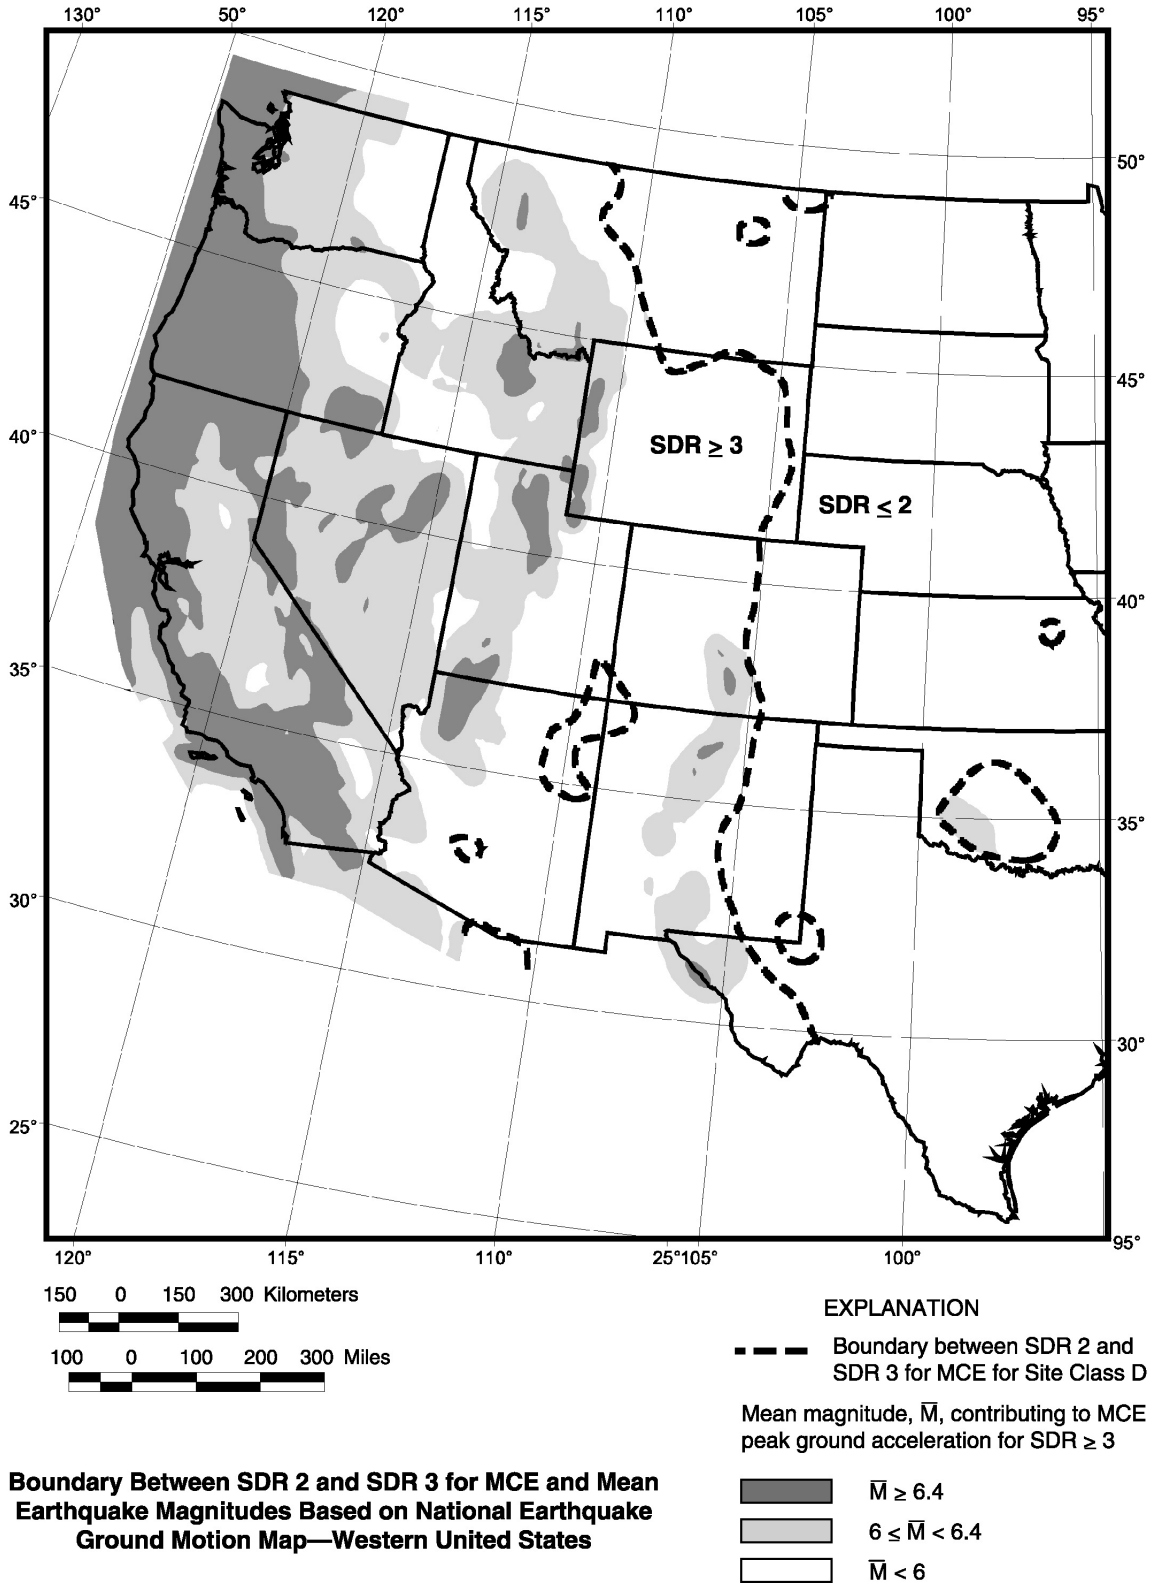 130° 50° 120° 115° 110° 105° 100° 95°
50°
45°
45°
40°
SDR ≥ 3
SDR ≤ 2
40°
35°
35°
30°
30°
25°
95°
120° 115° 110° 25°105° 100°
150 0 150 300 Kilometers
100 0 100 200 300 Miles
EXPLANATION
Boundary between SDR 2 and
SDR 3 for MCE for Site Class D
Mean magnitude, M̅, contributing to MCE
peak ground acceleration for SDR ≥ 3
M̅ ≥ 6.4
6 ≤ M̅ < 6.4
M̅ < 6
Boundary Between SDR 2 and SDR 3 for MCE and Mean
Earthquake Magnitudes Based on National Earthquake
Ground Motion Map—Western United States